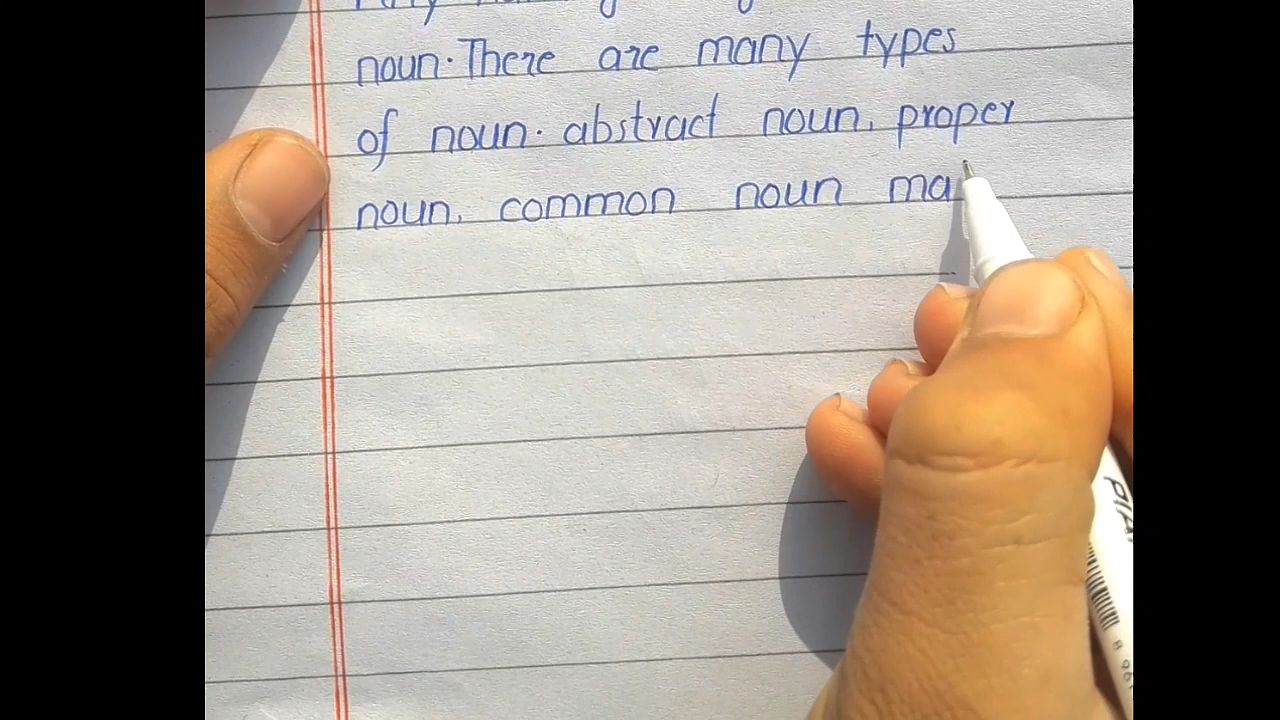 noun. There are many types
of noun. abstract noun, proper
noun, common noun ma